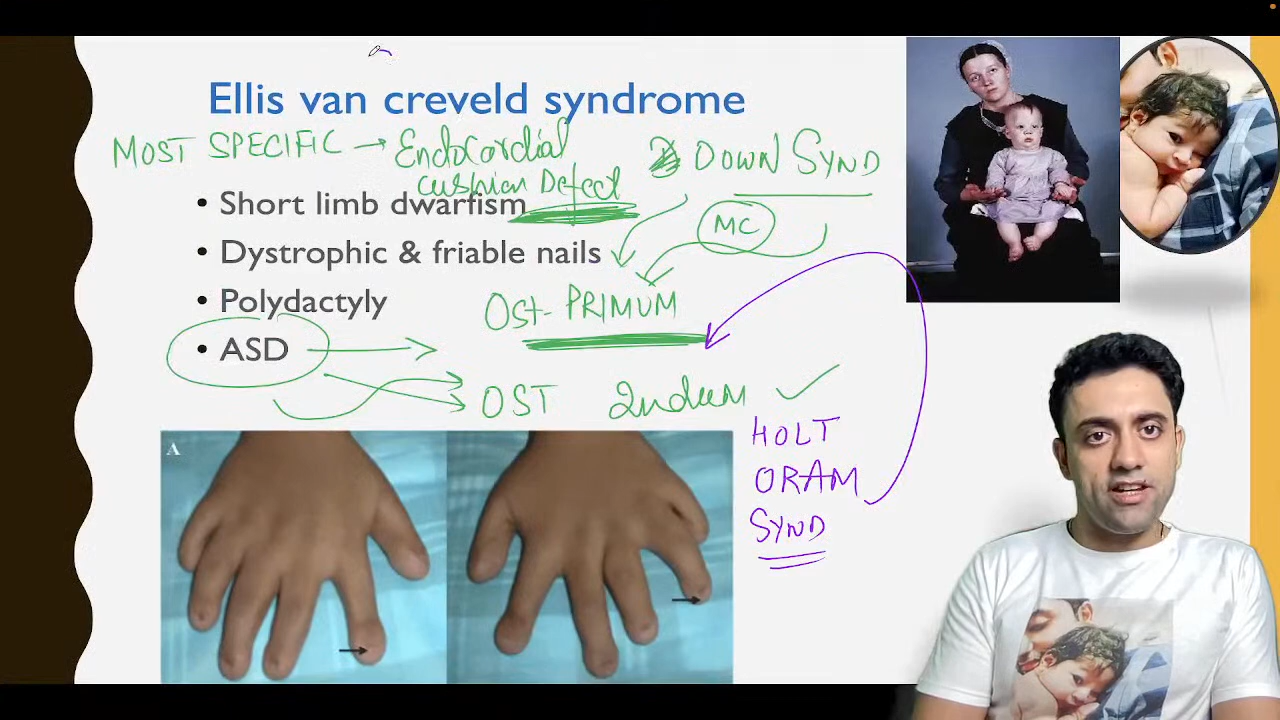 Ellis van creveld syndrome
MOST SPECIFIC → Endocardial
cushion Defect
DOWN SYND
• Short limb dwarfism
MC
• Dystrophic & friable nails
• Polydactyly
Ost- PRIMUM
• ASD
OST 2ndum ✓
HOLT
ORAM
SYND
A